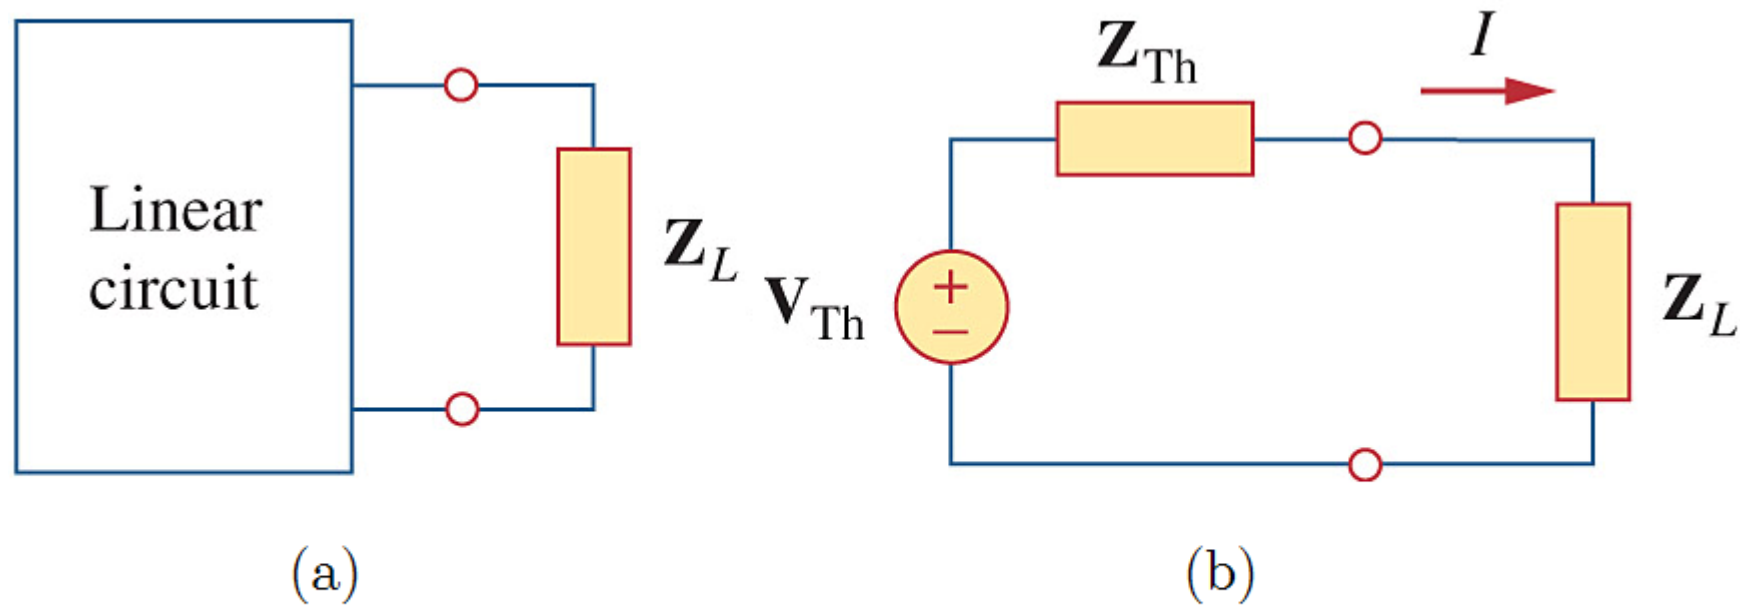 Linear
circuit
Z_L
(a)
Z_Th
I
V_Th
+
−
Z_L
(b)